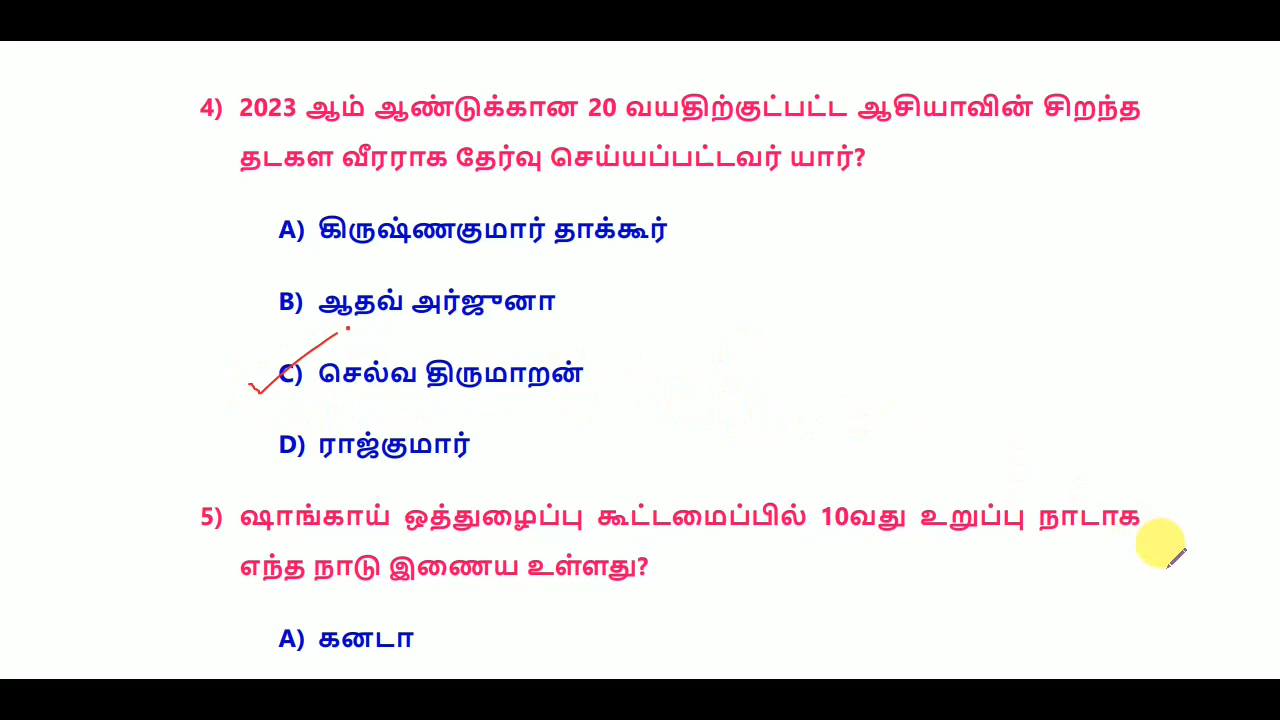 4) 2023 ஆம் ஆண்டுக்கான 20 வயதிற்குட்பட்ட ஆசியாவின் சிறந்த
தடகள வீரராக தேர்வு செய்யப்பட்டவர் யார்?
A) கிருஷ்ணகுமார் தாக்கூர்
B) ஆதவ் அர்ஜுனா
C) செல்வ திருமாறன்
D) ராஜ்குமார்
5) ஷாங்காய் ஒத்துழைப்பு கூட்டமைப்பில் 10வது உறுப்பு நாடாக
எந்த நாடு இணைய உள்ளது?
A) கனடா